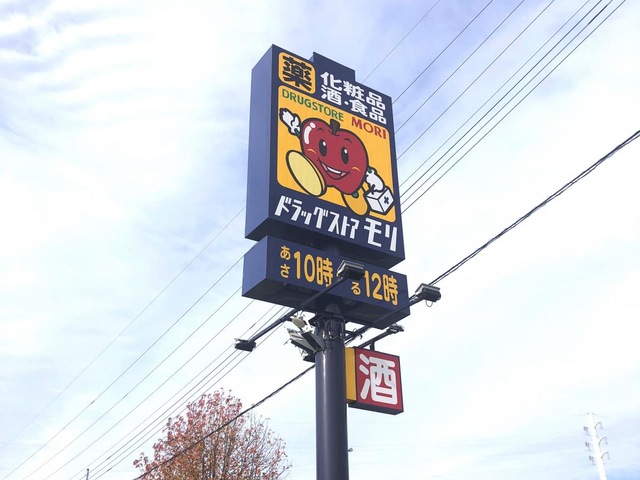 薬
化粧品
酒・食品
DRUGSTORE MORI
ドラッグストア モリ
あさ10時
る12時
酒